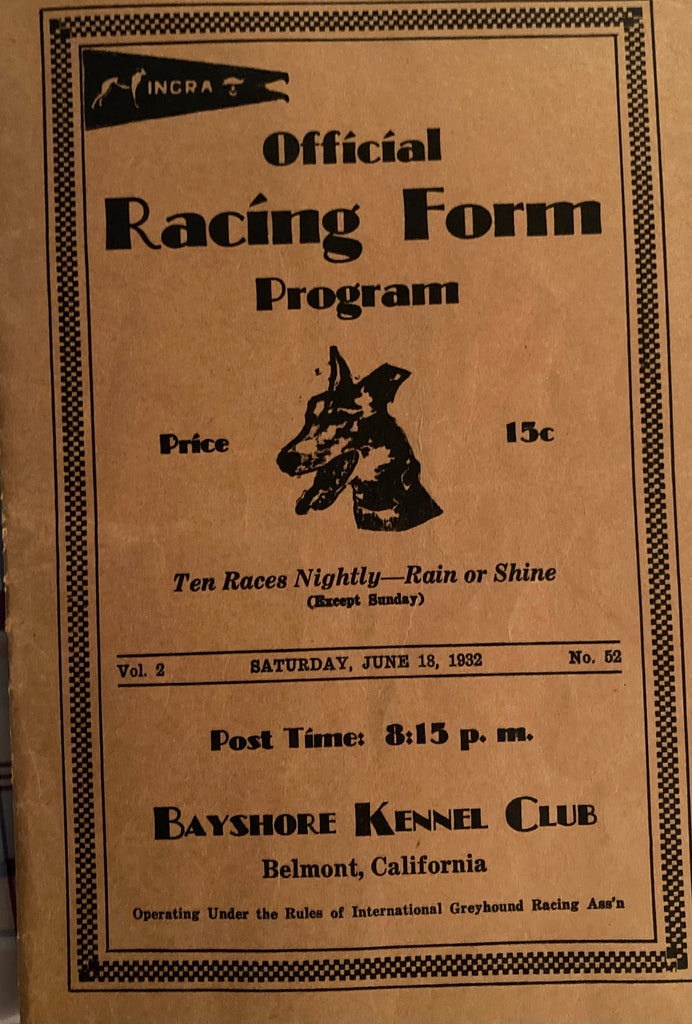 INGRA
Official
Racing Form
Program
Price 15c
Ten Races Nightly—Rain or Shine
(Except Sunday)
Vol. 2 SATURDAY, JUNE 18, 1932 No. 52
Post Time: 8:15 p. m.
BAYSHORE KENNEL CLUB
Belmont, California
Operating Under the Rules of International Greyhound Racing Ass'n